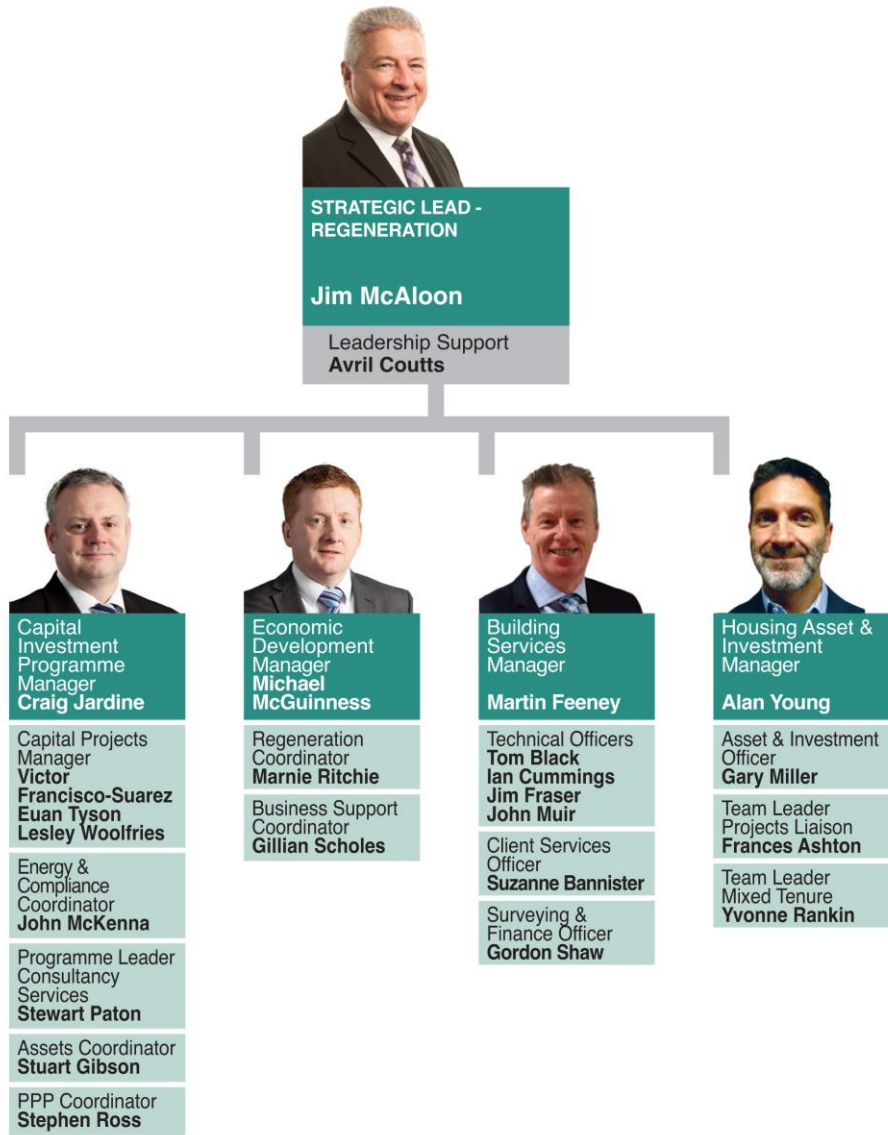 STRATEGIC LEAD -
REGENERATION
Jim McAloon
Leadership Support
Avril Coutts
Capital
Investment
Programme
Manager
Craig Jardine
Capital Projects
Manager
Victor
Francisco-Suarez
Euan Tyson
Lesley Woolfries
Energy &
Compliance
Coordinator
John McKenna
Programme Leader
Consultancy
Services
Stewart Paton
Assets Coordinator
Stuart Gibson
PPP Coordinator
Stephen Ross
Economic
Development
Manager
Michael
McGuinness
Regeneration
Coordinator
Marnie Ritchie
Business Support
Coordinator
Gillian Scholes
Building
Services
Manager
Martin Feeney
Technical Officers
Tom Black
Ian Cummings
Jim Fraser
John Muir
Client Services
Officer
Suzanne Bannister
Surveying &
Finance Officer
Gordon Shaw
Housing Asset &
Investment
Manager
Alan Young
Asset & Investment
Officer
Gary Miller
Team Leader
Projects Liaison
Frances Ashton
Team Leader
Mixed Tenure
Yvonne Rankin